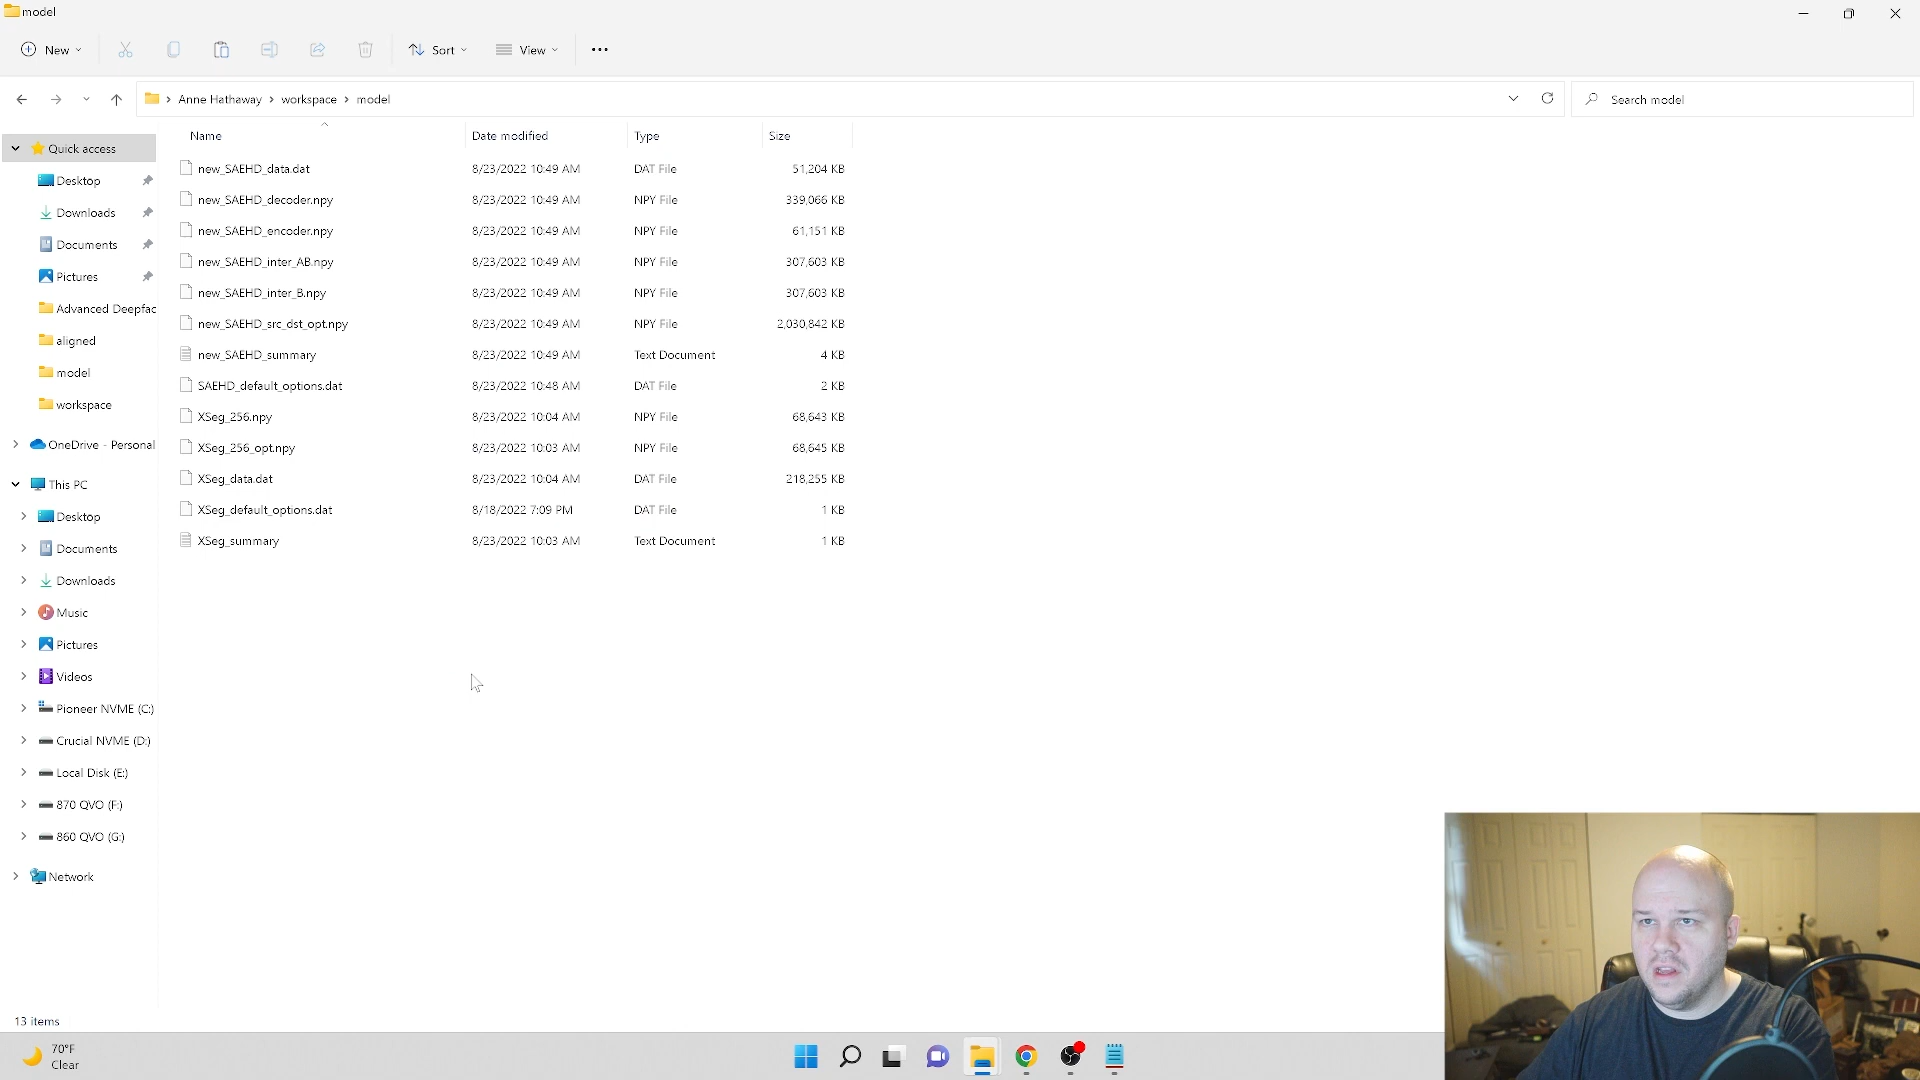 model
New
Sort
View
Anne Hathaway > workspace > model
Search model
Name Date modified Type Size
Quick access
Desktop
Downloads
Documents
Pictures
Advanced Deepfac
aligned
model
workspace
OneDrive - Personal
This PC
Desktop
Documents
Downloads
Music
Pictures
Videos
Pioneer NVME (C:)
Crucial NVME (D:)
Local Disk (E:)
870 QVO (F:)
860 QVO (G:)
Network
new_SAEHD_data.dat 8/23/2022 10:49 AM DAT File 51,204 KB
new_SAEHD_decoder.npy 8/23/2022 10:49 AM NPY File 339,066 KB
new_SAEHD_encoder.npy 8/23/2022 10:49 AM NPY File 61,151 KB
new_SAEHD_inter_AB.npy 8/23/2022 10:49 AM NPY File 307,603 KB
new_SAEHD_inter_B.npy 8/23/2022 10:49 AM NPY File 307,603 KB
new_SAEHD_src_dst_opt.npy 8/23/2022 10:49 AM NPY File 2,030,842 KB
new_SAEHD_summary 8/23/2022 10:49 AM Text Document 4 KB
SAEHD_default_options.dat 8/23/2022 10:48 AM DAT File 2 KB
XSeg_256.npy 8/23/2022 10:04 AM NPY File 68,643 KB
XSeg_256_opt.npy 8/23/2022 10:03 AM NPY File 68,645 KB
XSeg_data.dat 8/23/2022 10:04 AM DAT File 218,255 KB
XSeg_default_options.dat 8/18/2022 7:09 PM DAT File 1 KB
XSeg_summary 8/23/2022 10:03 AM Text Document 1 KB
13 items
70°F
Clear